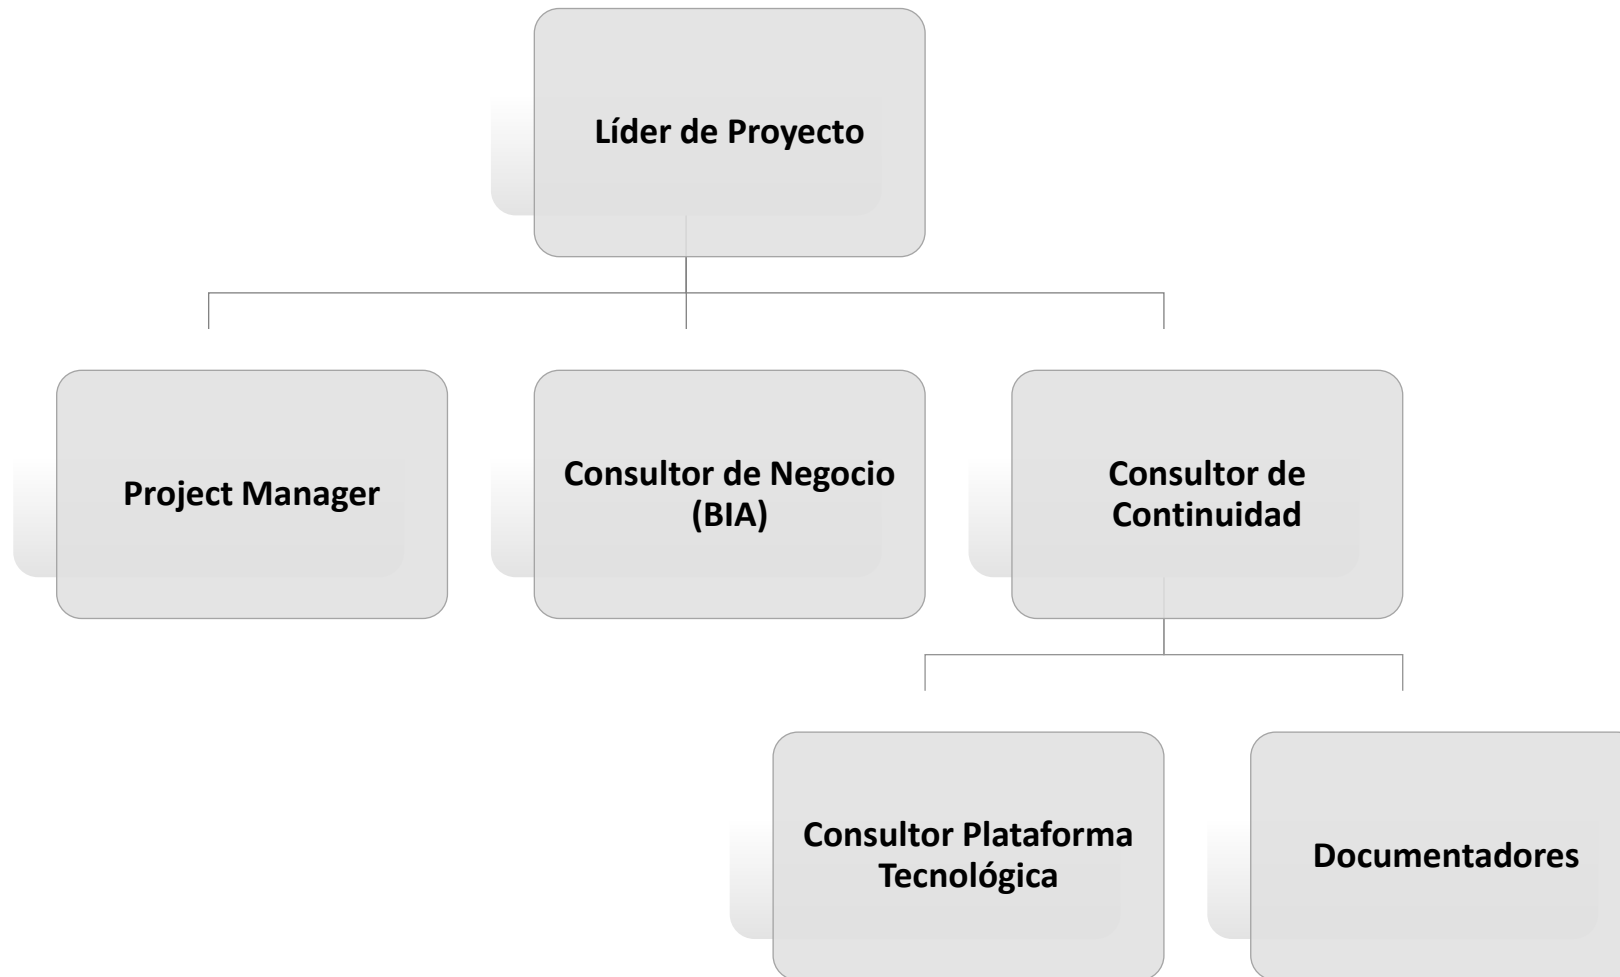 Líder de Proyecto
Project Manager
Consultor de Negocio
(BIA)
Consultor de
Continuidad
Consultor Plataforma
Tecnológica
Documentadores